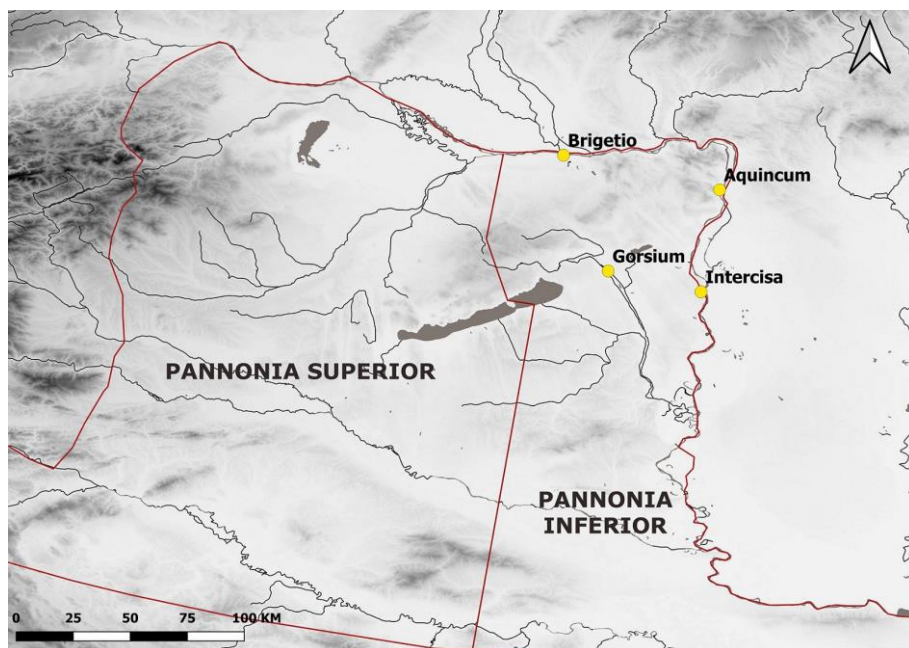 Brigetio
Aquincum
Gorsium
Intercisa
PANNONIA SUPERIOR
PANNONIA
INFERIOR
0 25 50 75 100 KM